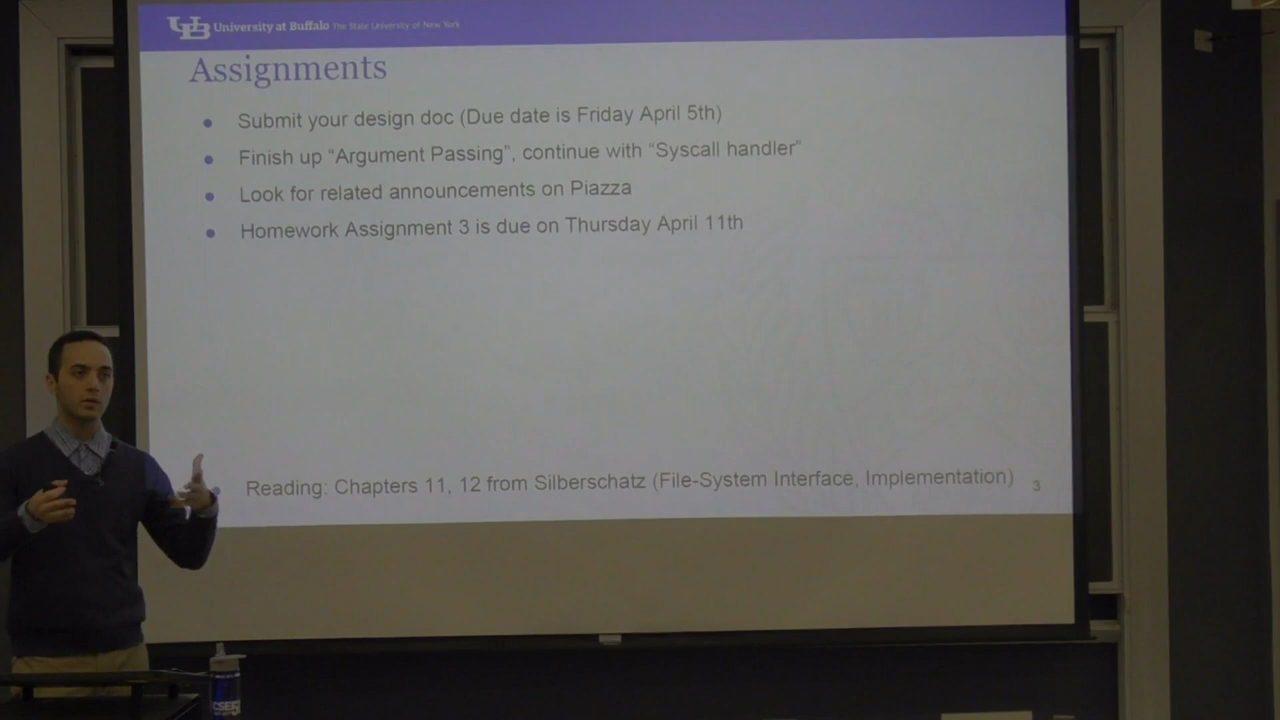 UB University at Buffalo The State University of New York
Assignments
• Submit your design doc (Due date is Friday April 5th)
• Finish up “Argument Passing”, continue with “Syscall handler”
• Look for related announcements on Piazza
• Homework Assignment 3 is due on Thursday April 11th
• Reading: Chapters 11, 12 from Silberschatz (File-System Interface, Implementation)
3
CSE